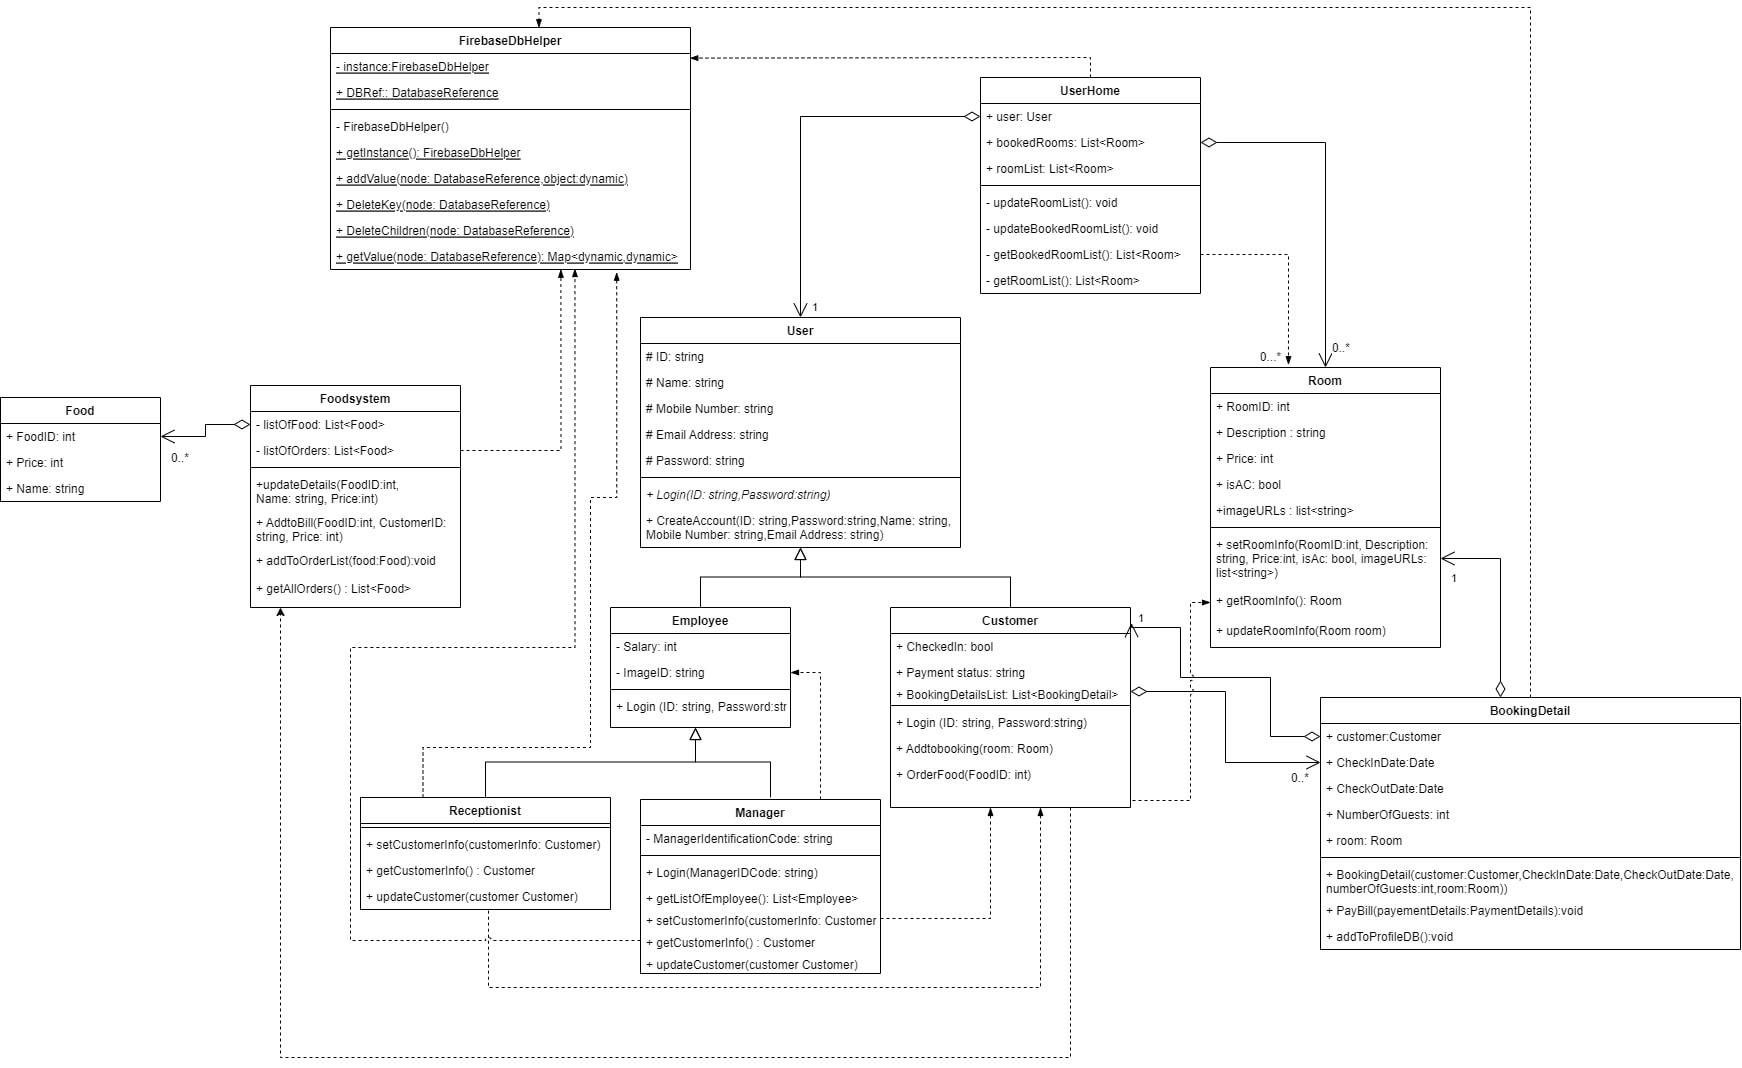 FirebaseDbHelper
- instance:FirebaseDbHelper
+ DBRef:: DatabaseReference
- FirebaseDbHelper()
+ getInstance(): FirebaseDbHelper
+ addValue(node: DatabaseReference,object:dynamic)
+ DeleteKey(node: DatabaseReference)
+ DeleteChildren(node: DatabaseReference)
+ getValue(node: DatabaseReference): Map<dynamic,dynamic>
UserHome
+ user: User
+ bookedRooms: List<Room>
+ roomList: List<Room>
- updateRoomList(): void
- updateBookedRoomList(): void
- getBookedRoomList(): List<Room>
- getRoomList(): List<Room>
1
0...*
0..*
User
# ID: string
# Name: string
# Mobile Number: string
# Email Address: string
# Password: string
+ Login(ID: string,Password:string)
+ CreateAccount(ID: string,Password:string,Name: string,
Mobile Number: string,Email Address: string)
Room
+ RoomID: int
+ Description : string
+ Price: int
+ isAC: bool
+imageURLs : list<string>
+ setRoomInfo(RoomID:int, Description:
string, Price:int, isAc: bool, imageURLs:
list<string>)
+ getRoomInfo(): Room
+ updateRoomInfo(Room room)
1
Food
+ FoodID: int
+ Price: int
+ Name: string
0..*
Foodsystem
- listOfFood: List<Food>
- listOfOrders: List<Food>
+updateDetails(FoodID:int,
Name: string, Price:int)
+ AddtoBill(FoodID:int, CustomerID:
string, Price: int)
+ addToOrderList(food:Food):void
+ getAllOrders() : List<Food>
Employee
- Salary: int
- ImageID: string
+ Login (ID: string, Password:str
Customer
+ CheckedIn: bool
+ Payment status: string
+ BookingDetailsList: List<BookingDetail>
+ Login (ID: string, Password:string)
+ Addtobooking(room: Room)
+ OrderFood(FoodID: int)
1
0..*
BookingDetail
+ customer:Customer
+ CheckInDate:Date
+ CheckOutDate:Date
+ NumberOfGuests: int
+ room: Room
+ BookingDetail(customer:Customer,CheckInDate:Date,CheckOutDate:Date,
numberOfGuests:int,room:Room))
+ PayBill(payementDetails:PaymentDetails):void
+ addToProfileDB():void
Receptionist
+ setCustomerInfo(customerInfo: Customer)
+ getCustomerInfo() : Customer
+ updateCustomer(customer Customer)
Manager
- ManagerIdentificationCode: string
+ Login(ManagerIDCode: string)
+ getListOfEmployee(): List<Employee>
+ setCustomerInfo(customerInfo: Customer
+ getCustomerInfo() : Customer
+ updateCustomer(customer Customer)